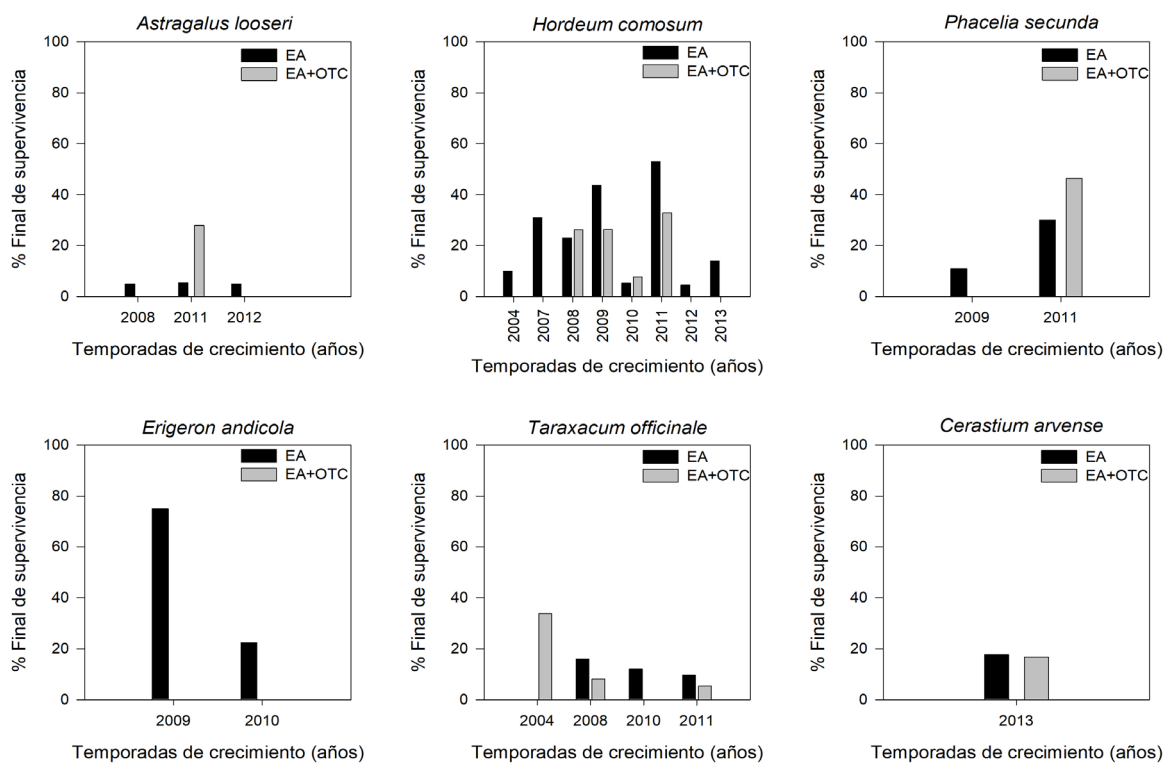 Astragalus looseri
% Final de supervivencia
100
80
60
40
20
0
EA
EA+OTC
2008
2011
2012
Temporadas de crecimiento (años)
Hordeum comosum
% Final de supervivencia
100
80
60
40
20
0
EA
EA+OTC
2004
2007
2008
2009
2010
2011
2012
2013
Temporadas de crecimiento (años)
Phacelia secunda
% Final de supervivencia
100
80
60
40
20
0
EA
EA+OTC
2009
2011
Temporadas de crecimiento (años)
Erigeron andicola
% Final de supervivencia
100
80
60
40
20
0
EA
EA+OTC
2009
2010
Temporadas de crecimiento (años)
Taraxacum officinale
% Final de supervivencia
100
80
60
40
20
0
EA
EA+OTC
2004
2008
2010
2011
Temporadas de crecimiento (años)
Cerastium arvense
% Final de supervivencia
100
80
60
40
20
0
EA
EA+OTC
2013
Temporadas de crecimiento (años)